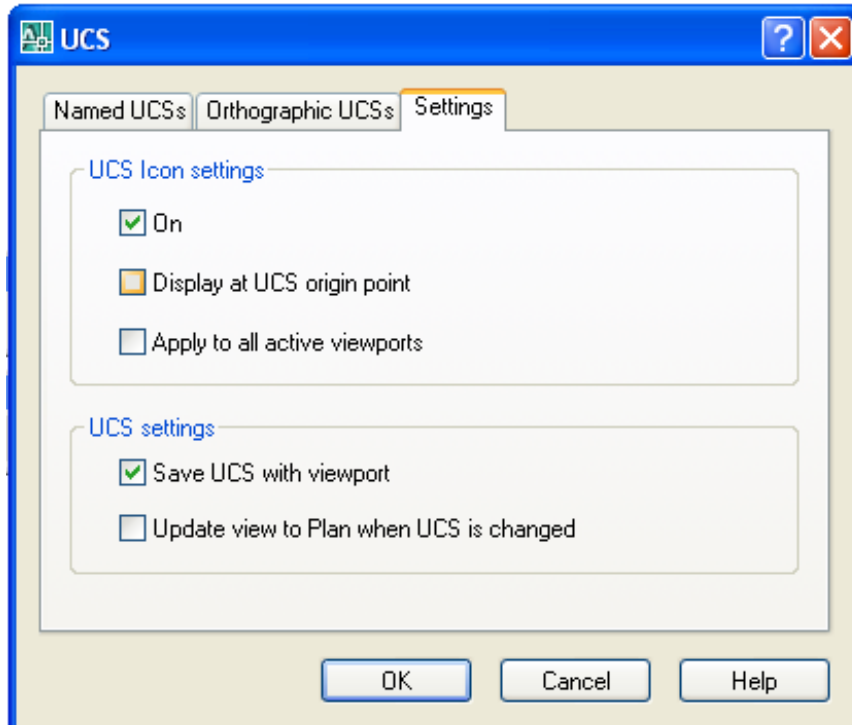 UCS
Named UCSs Orthographic UCSs Settings
UCS Icon settings
On
Display at UCS origin point
Apply to all active viewports
UCS settings
Save UCS with viewport
Update view to Plan when UCS is changed
OK Cancel Help